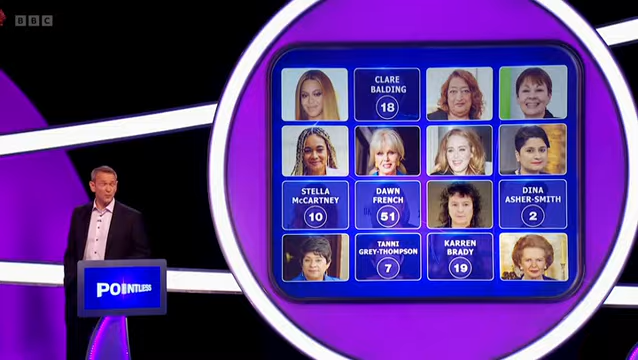 BBC
CLARE
BALDING
18
STELLA
McCARTNEY
10
DAWN
FRENCH
51
DINA
ASHER-SMITH
2
TANNI
GREY-THOMPSON
7
KARREN
BRADY
19
POINTLESS